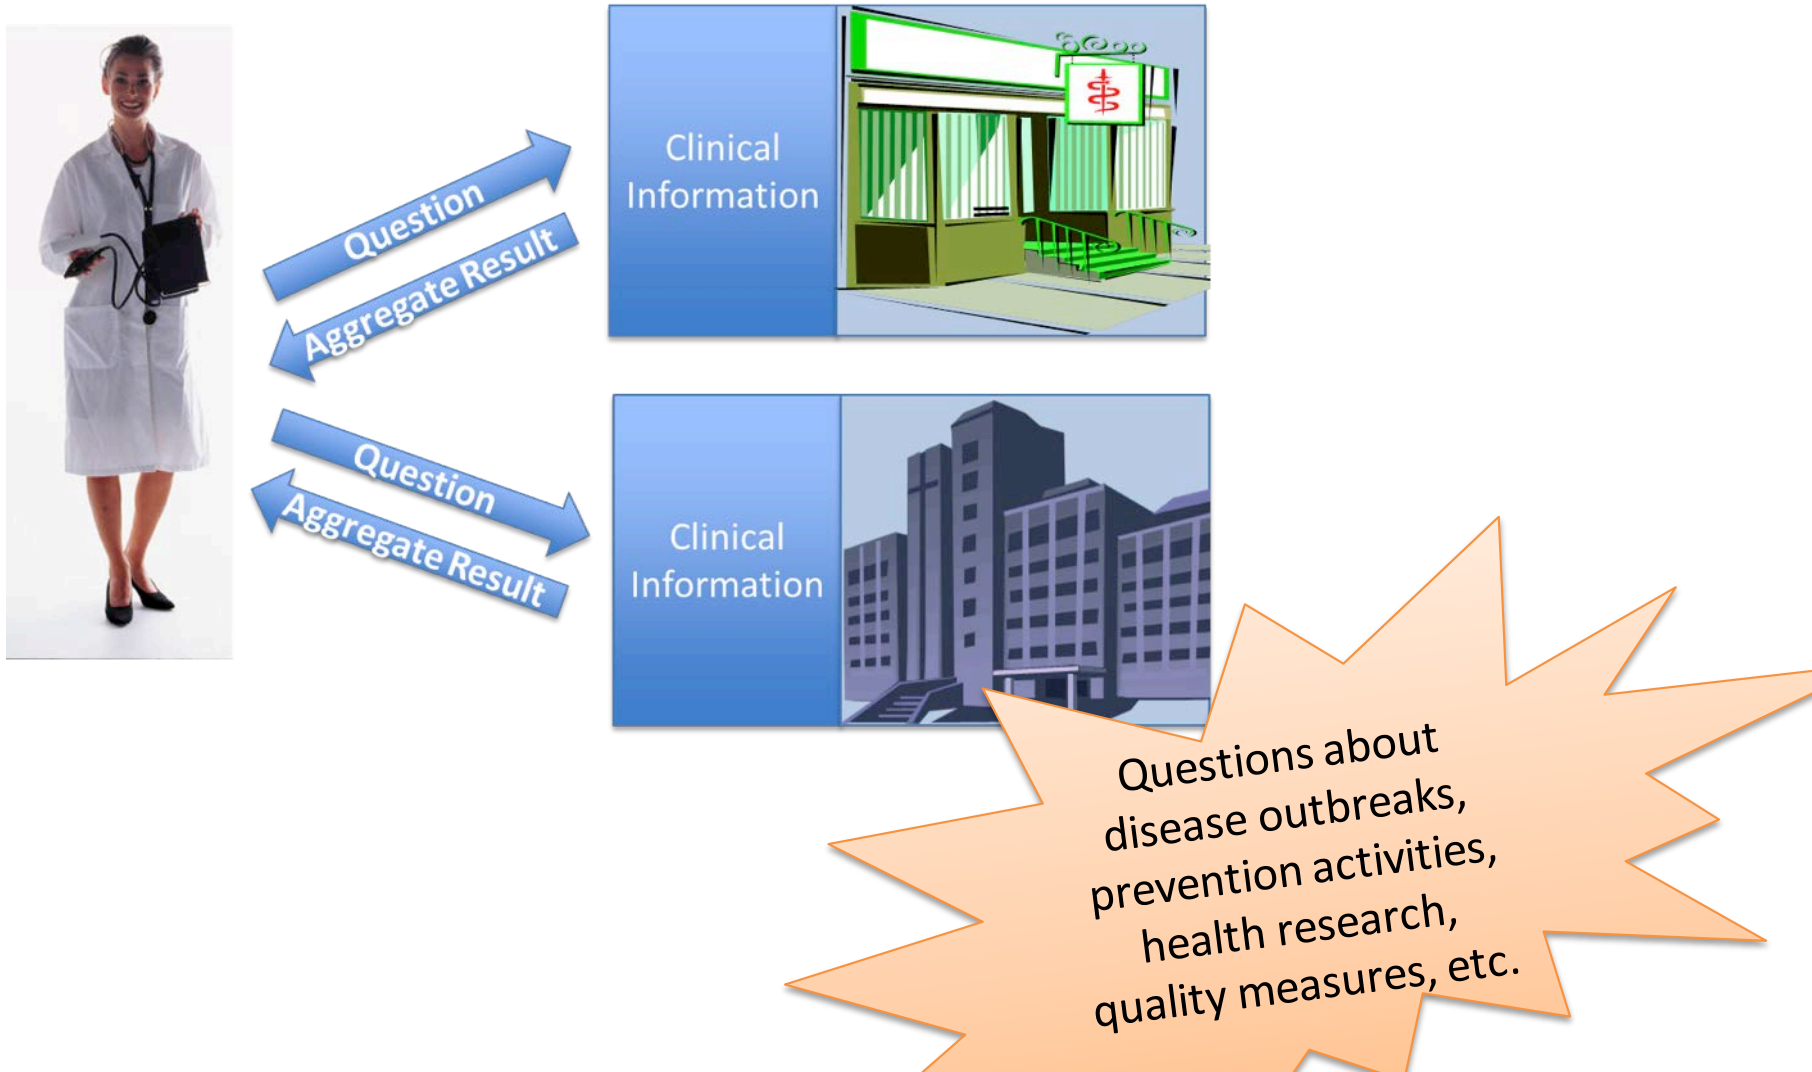 Question
Aggregate Result
Clinical
Information
Question
Aggregate Result
Clinical
Information
Questions about
disease outbreaks,
prevention activities,
health research,
quality measures, etc.